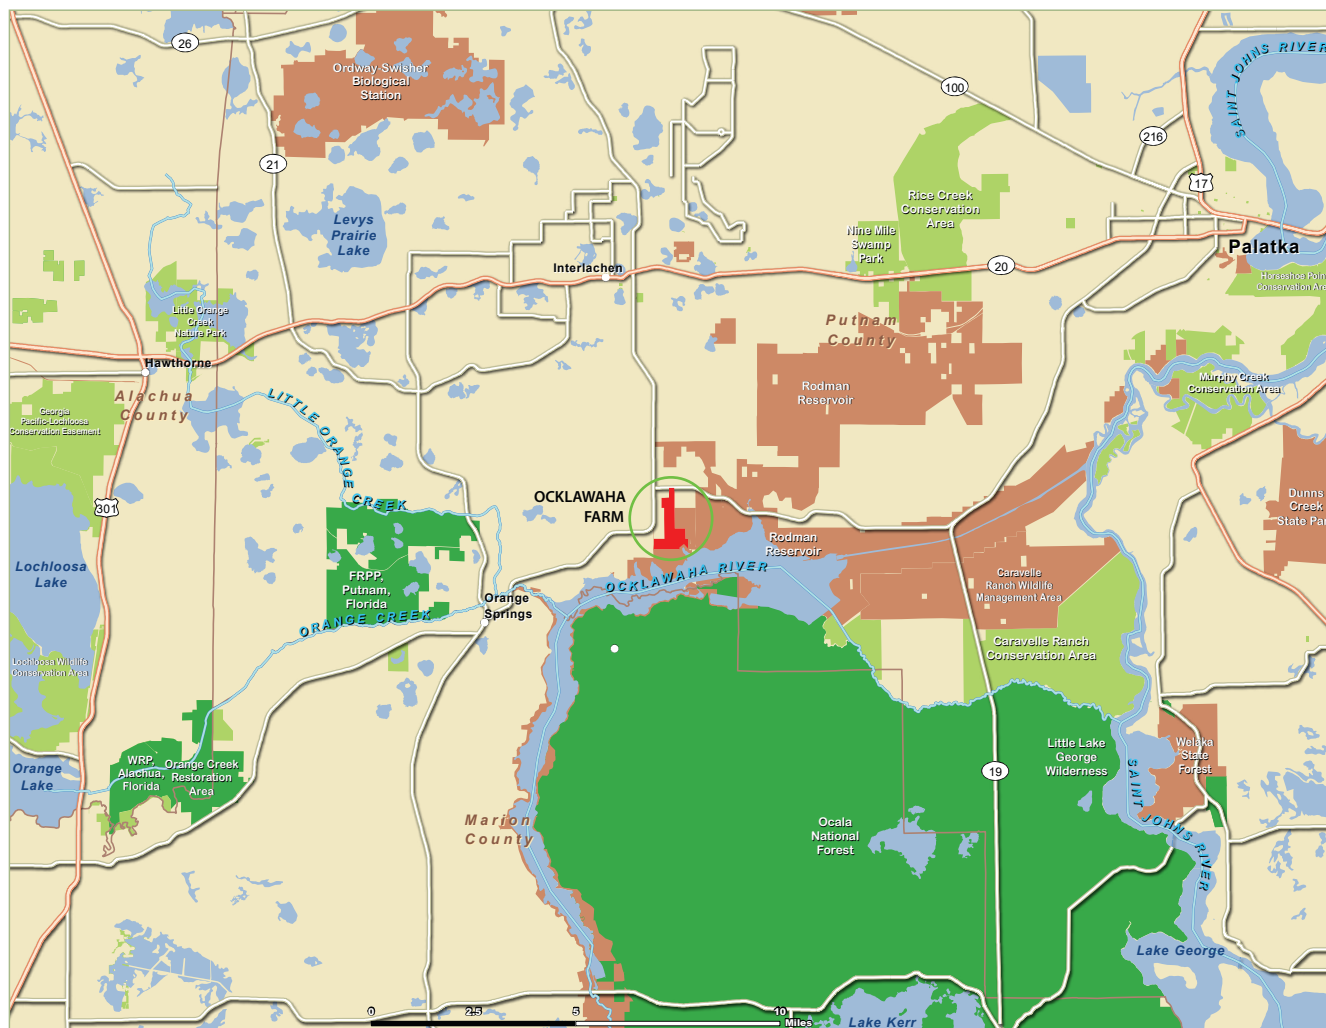 26
Ordway-Swisher
Biological
Station
100
SAINT JOHNS RIVER
216
21
17
Rice Creek
Conservation
Area
Levys
Prairie
Lake
Nine Mile
Swamp
Park
Palatka
Interlachen
20
Horseshoe Point
Conservation Area
Little Orange
Creek
Nature Park
Putnam
County
Hawthorne
Alachua
County
Rodman
Reservoir
Murphy Creek
Conservation Area
LITTLE ORANGE
CREEK
Georgia
Pacific-Lochloosa
Conservation Easement
301
OCKLAWAHA
FARM
Dunns
Creek
State Par
Rodman
Reservoir
Lochloosa
Lake
FRPP,
Putnam,
Florida
OCKLAWAHA RIVER
Caravelle
Ranch Wildlife
Management Area
Orange
Springs
ORANGE CREEK
Caravelle Ranch
Conservation Area
Lochloosa Wildlife
Conservation Area
Orange
Lake
WRP,
Alachua,
Florida
Orange Creek
Restoration
Area
Little Lake
George
Wilderness
Welaka
State
Forest
19
SAINT JOHNS RIVER
Marion
County
Ocala
National
Forest
Lake George
0
2.5
5
10
Miles
Lake Kerr